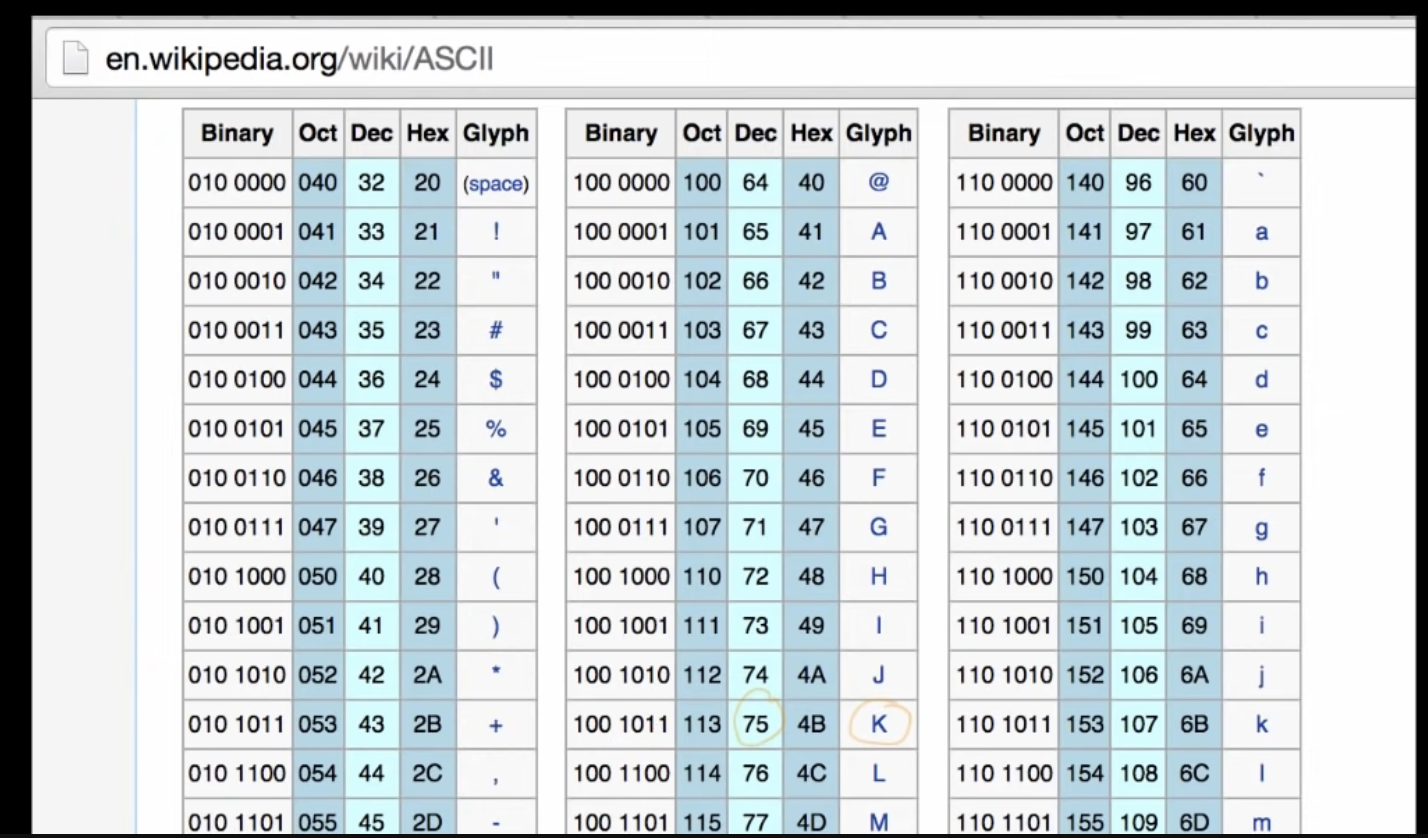 en.wikipedia.org/wiki/ASCII
Binary Oct Dec Hex Glyph Binary Oct Dec Hex Glyph Binary Oct Dec Hex Glyph
010 0000 040 32 20 (space) 100 0000 100 64 40 @ 110 0000 140 96 60 `
010 0001 041 33 21 ! 100 0001 101 65 41 A 110 0001 141 97 61 a
010 0010 042 34 22 " 100 0010 102 66 42 B 110 0010 142 98 62 b
010 0011 043 35 23 # 100 0011 103 67 43 C 110 0011 143 99 63 c
010 0100 044 36 24 $ 100 0100 104 68 44 D 110 0100 144 100 64 d
010 0101 045 37 25 % 100 0101 105 69 45 E 110 0101 145 101 65 e
010 0110 046 38 26 & 100 0110 106 70 46 F 110 0110 146 102 66 f
010 0111 047 39 27 ' 100 0111 107 71 47 G 110 0111 147 103 67 g
010 1000 050 40 28 ( 100 1000 110 72 48 H 110 1000 150 104 68 h
010 1001 051 41 29 ) 100 1001 111 73 49 I 110 1001 151 105 69 i
010 1010 052 42 2A * 100 1010 112 74 4A J 110 1010 152 106 6A j
010 1011 053 43 2B + 100 1011 113 75 4B K 110 1011 153 107 6B k
010 1100 054 44 2C , 100 1100 114 76 4C L 110 1100 154 108 6C l
010 1101 055 45 2D - 100 1101 115 77 4D M 110 1101 155 109 6D m